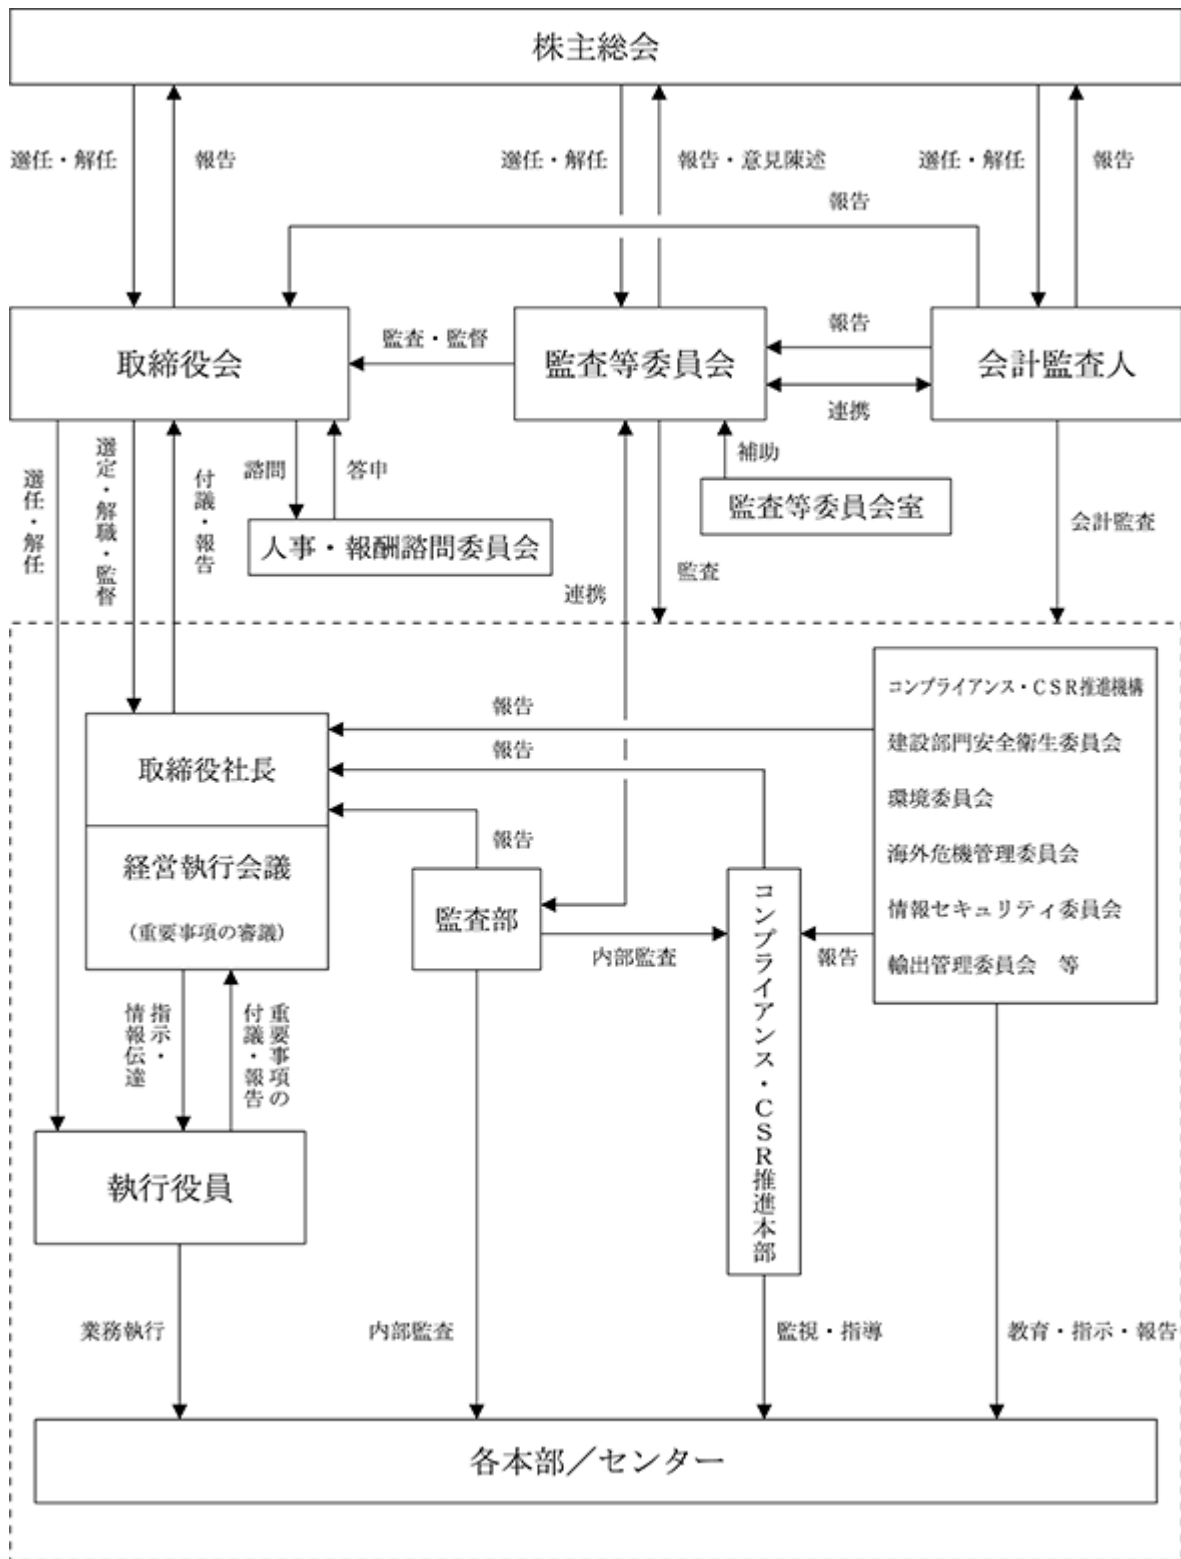 株主総会
選任・解任
報告
選任・解任
報告・意見陳述
選任・解任
報告
報告
取締役会
監査・監督
監査等委員会
報告
連携
会計監査人
選任・解任
選定・解職・監督
付議・報告
諮問
答申
人事・報酬諮問委員会
補助
監査等委員会室
連携
監査
会計監査
取締役社長
経営執行会議
(重要事項の審議)
報告
報告
報告
コンプライアンス・CSR推進機構
建設部門安全衛生委員会
環境委員会
海外危機管理委員会
情報セキュリティ委員会
輸出管理委員会 等
監査部
内部監査
コンプライアンス・CSR推進本部
報告
指示・
情報伝達
重要事項の
付議・報告
執行役員
業務執行
内部監査
監視・指導
教育・指示・報告
各本部／センター